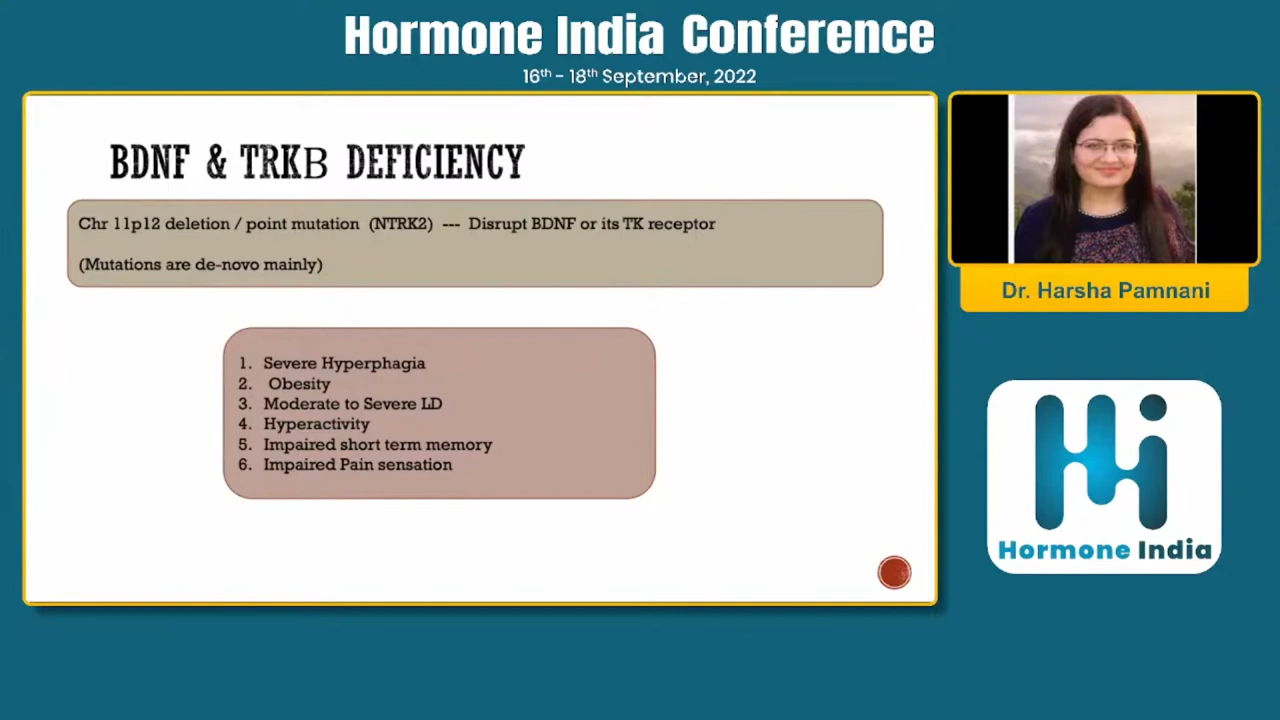 Hormone India Conference
16th - 18th September, 2022
BDNF & TRKB DEFICIENCY
Chr 11p12 deletion / point mutation (NTRK2) --- Disrupt BDNF or its TK receptor
(Mutations are de-novo mainly)
1. Severe Hyperphagia
2. Obesity
3. Moderate to Severe LD
4. Hyperactivity
5. Impaired short term memory
6. Impaired Pain sensation
Dr. Harsha Pamnani
Hi
Hormone India